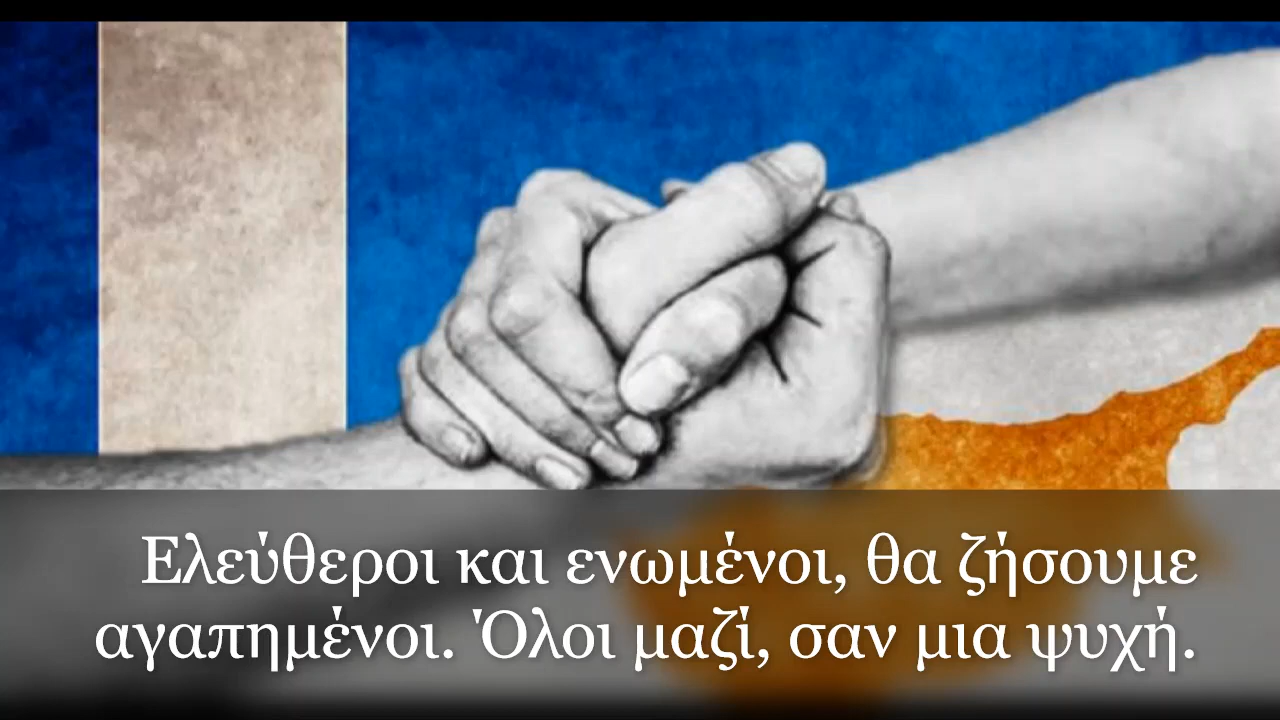 Ελεύθεροι και ενωμένοι, θα ζήσουμε
αγαπημένοι. Όλοι μαζί, σαν μια ψυχή.